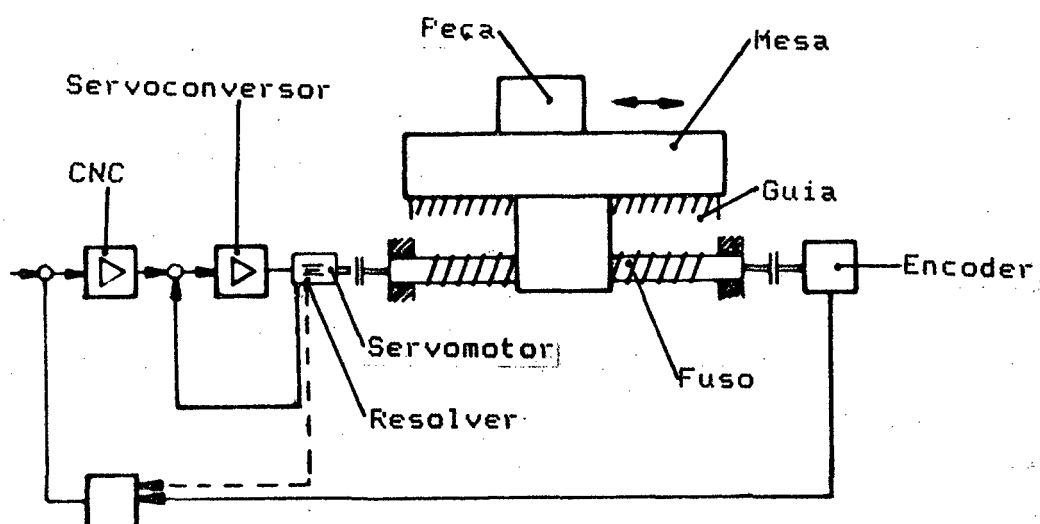 Peça
Mesa
Servoconversor
CNC
Guia
Encoder
Servomotor
Fuso
Resolver